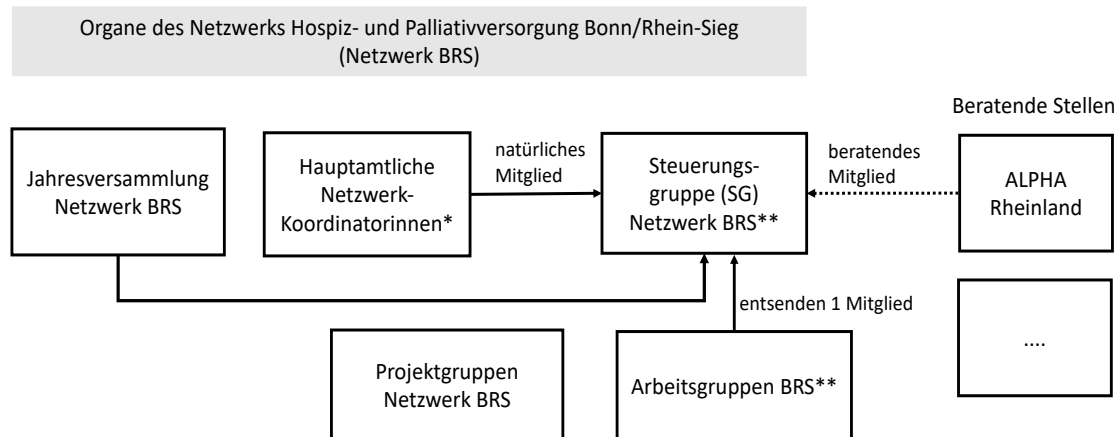 Organe des Netzwerks Hospiz- und Palliativversorgung Bonn/Rhein-Sieg
(Netzwerk BRS)
Beratende Stellen
Jahresversammlung
Netzwerk BRS
Hauptamtliche
Netzwerk-
Koordinatorinnen*
natürliches
Mitglied
Steuerungs-
gruppe (SG)
Netzwerk BRS**
beratendes
Mitglied
ALPHA
Rheinland
entsenden 1 Mitglied
Projektgruppen
Netzwerk BRS
Arbeitsgruppen BRS**
....